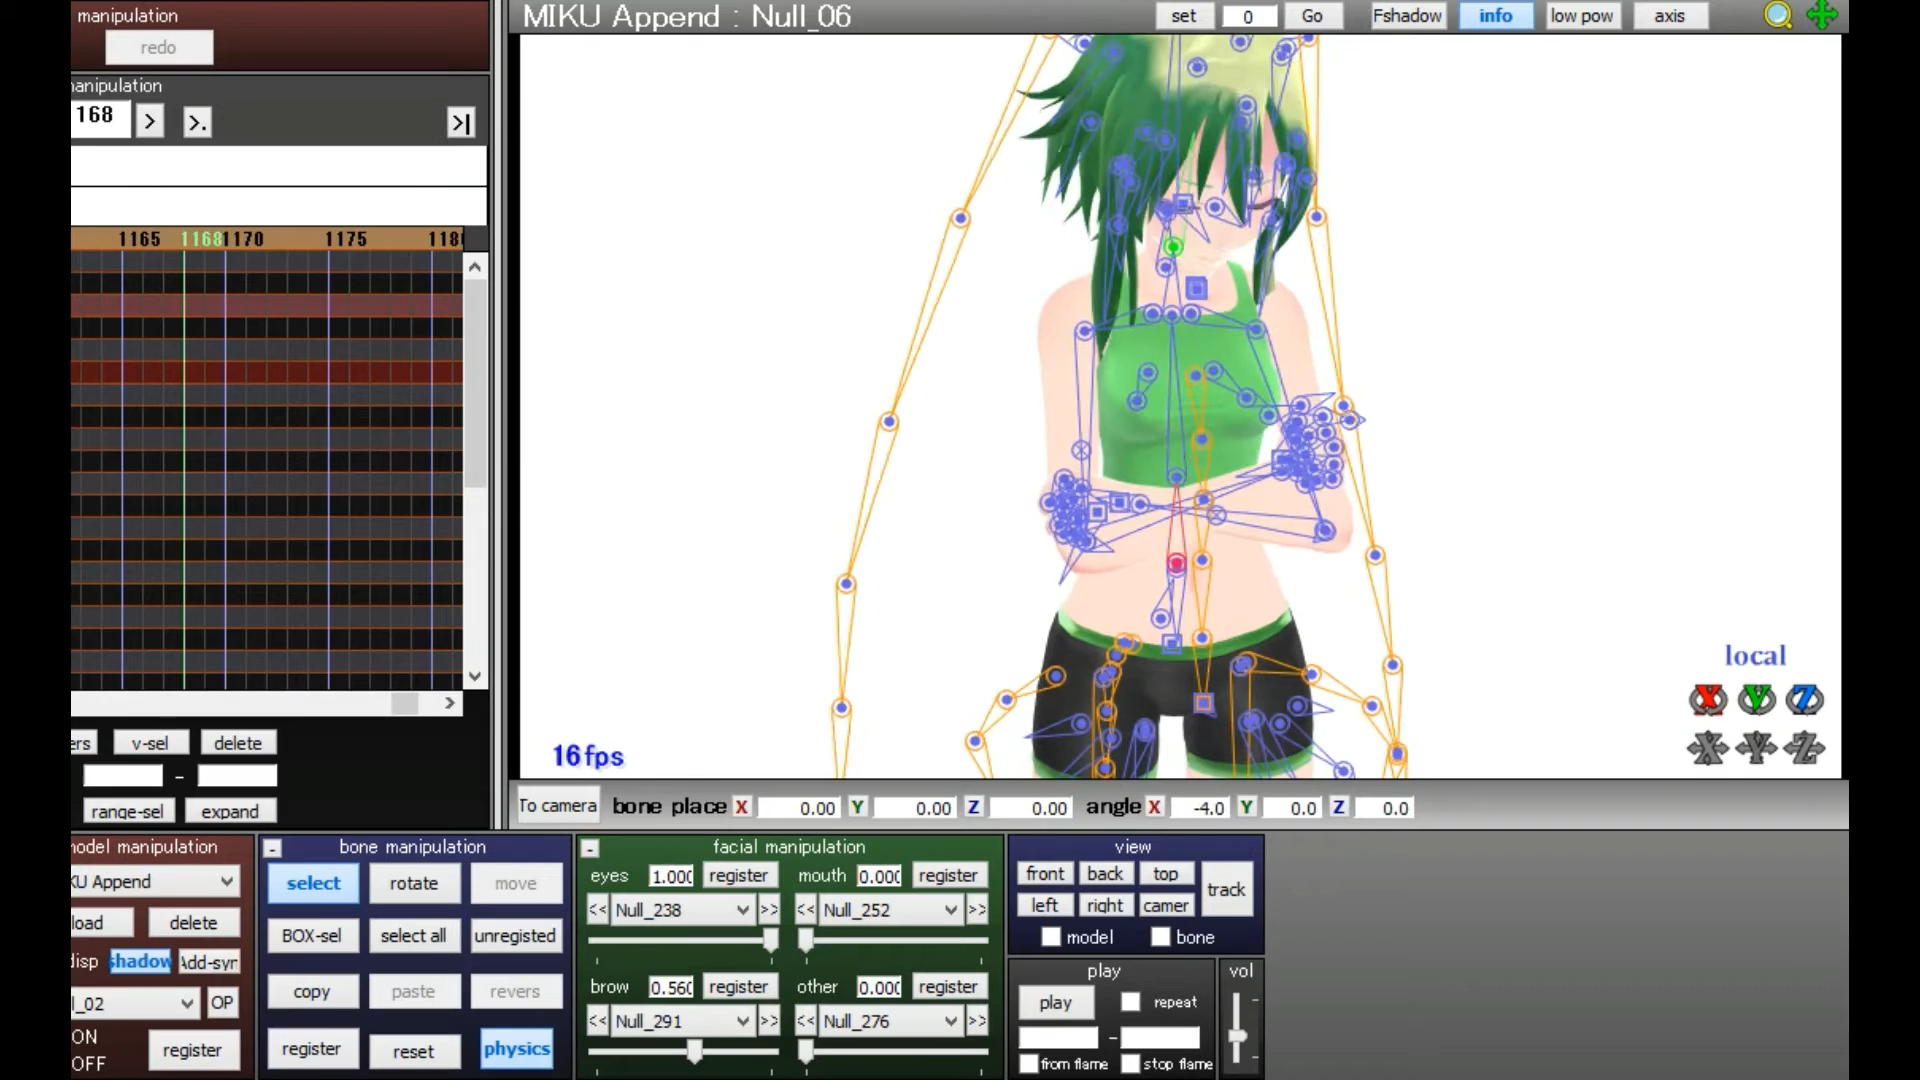 manipulation
MIKU Append : Null_06
set 0 Go Fshadow info low pow axis
redo
manipulation
168 > >. >|
1165 1168 1170 1175 118
local
X Y Z
X Y Z
16fps
ers v-sel delete
-
range-sel expand
To camera bone place X 0.00 Y 0.00 Z 0.00 angle X -4.0 Y 0.0 Z 0.0
model manipulation
KU Append
load delete
disp shadow Add-syn
l_02 OP
ON
OFF
register
- bone manipulation
select rotate move
BOX-sel select all unregisted
copy paste revers
register reset physics
- facial manipulation
eyes 1.000 register mouth 0.000 register
<< Null_238 >> << Null_252 >>
brow 0.560 register other 0.000 register
<< Null_291 >> << Null_276 >>
view
front back top
track
left right camer
model bone
play
play repeat
-
from flame stop flame
vol